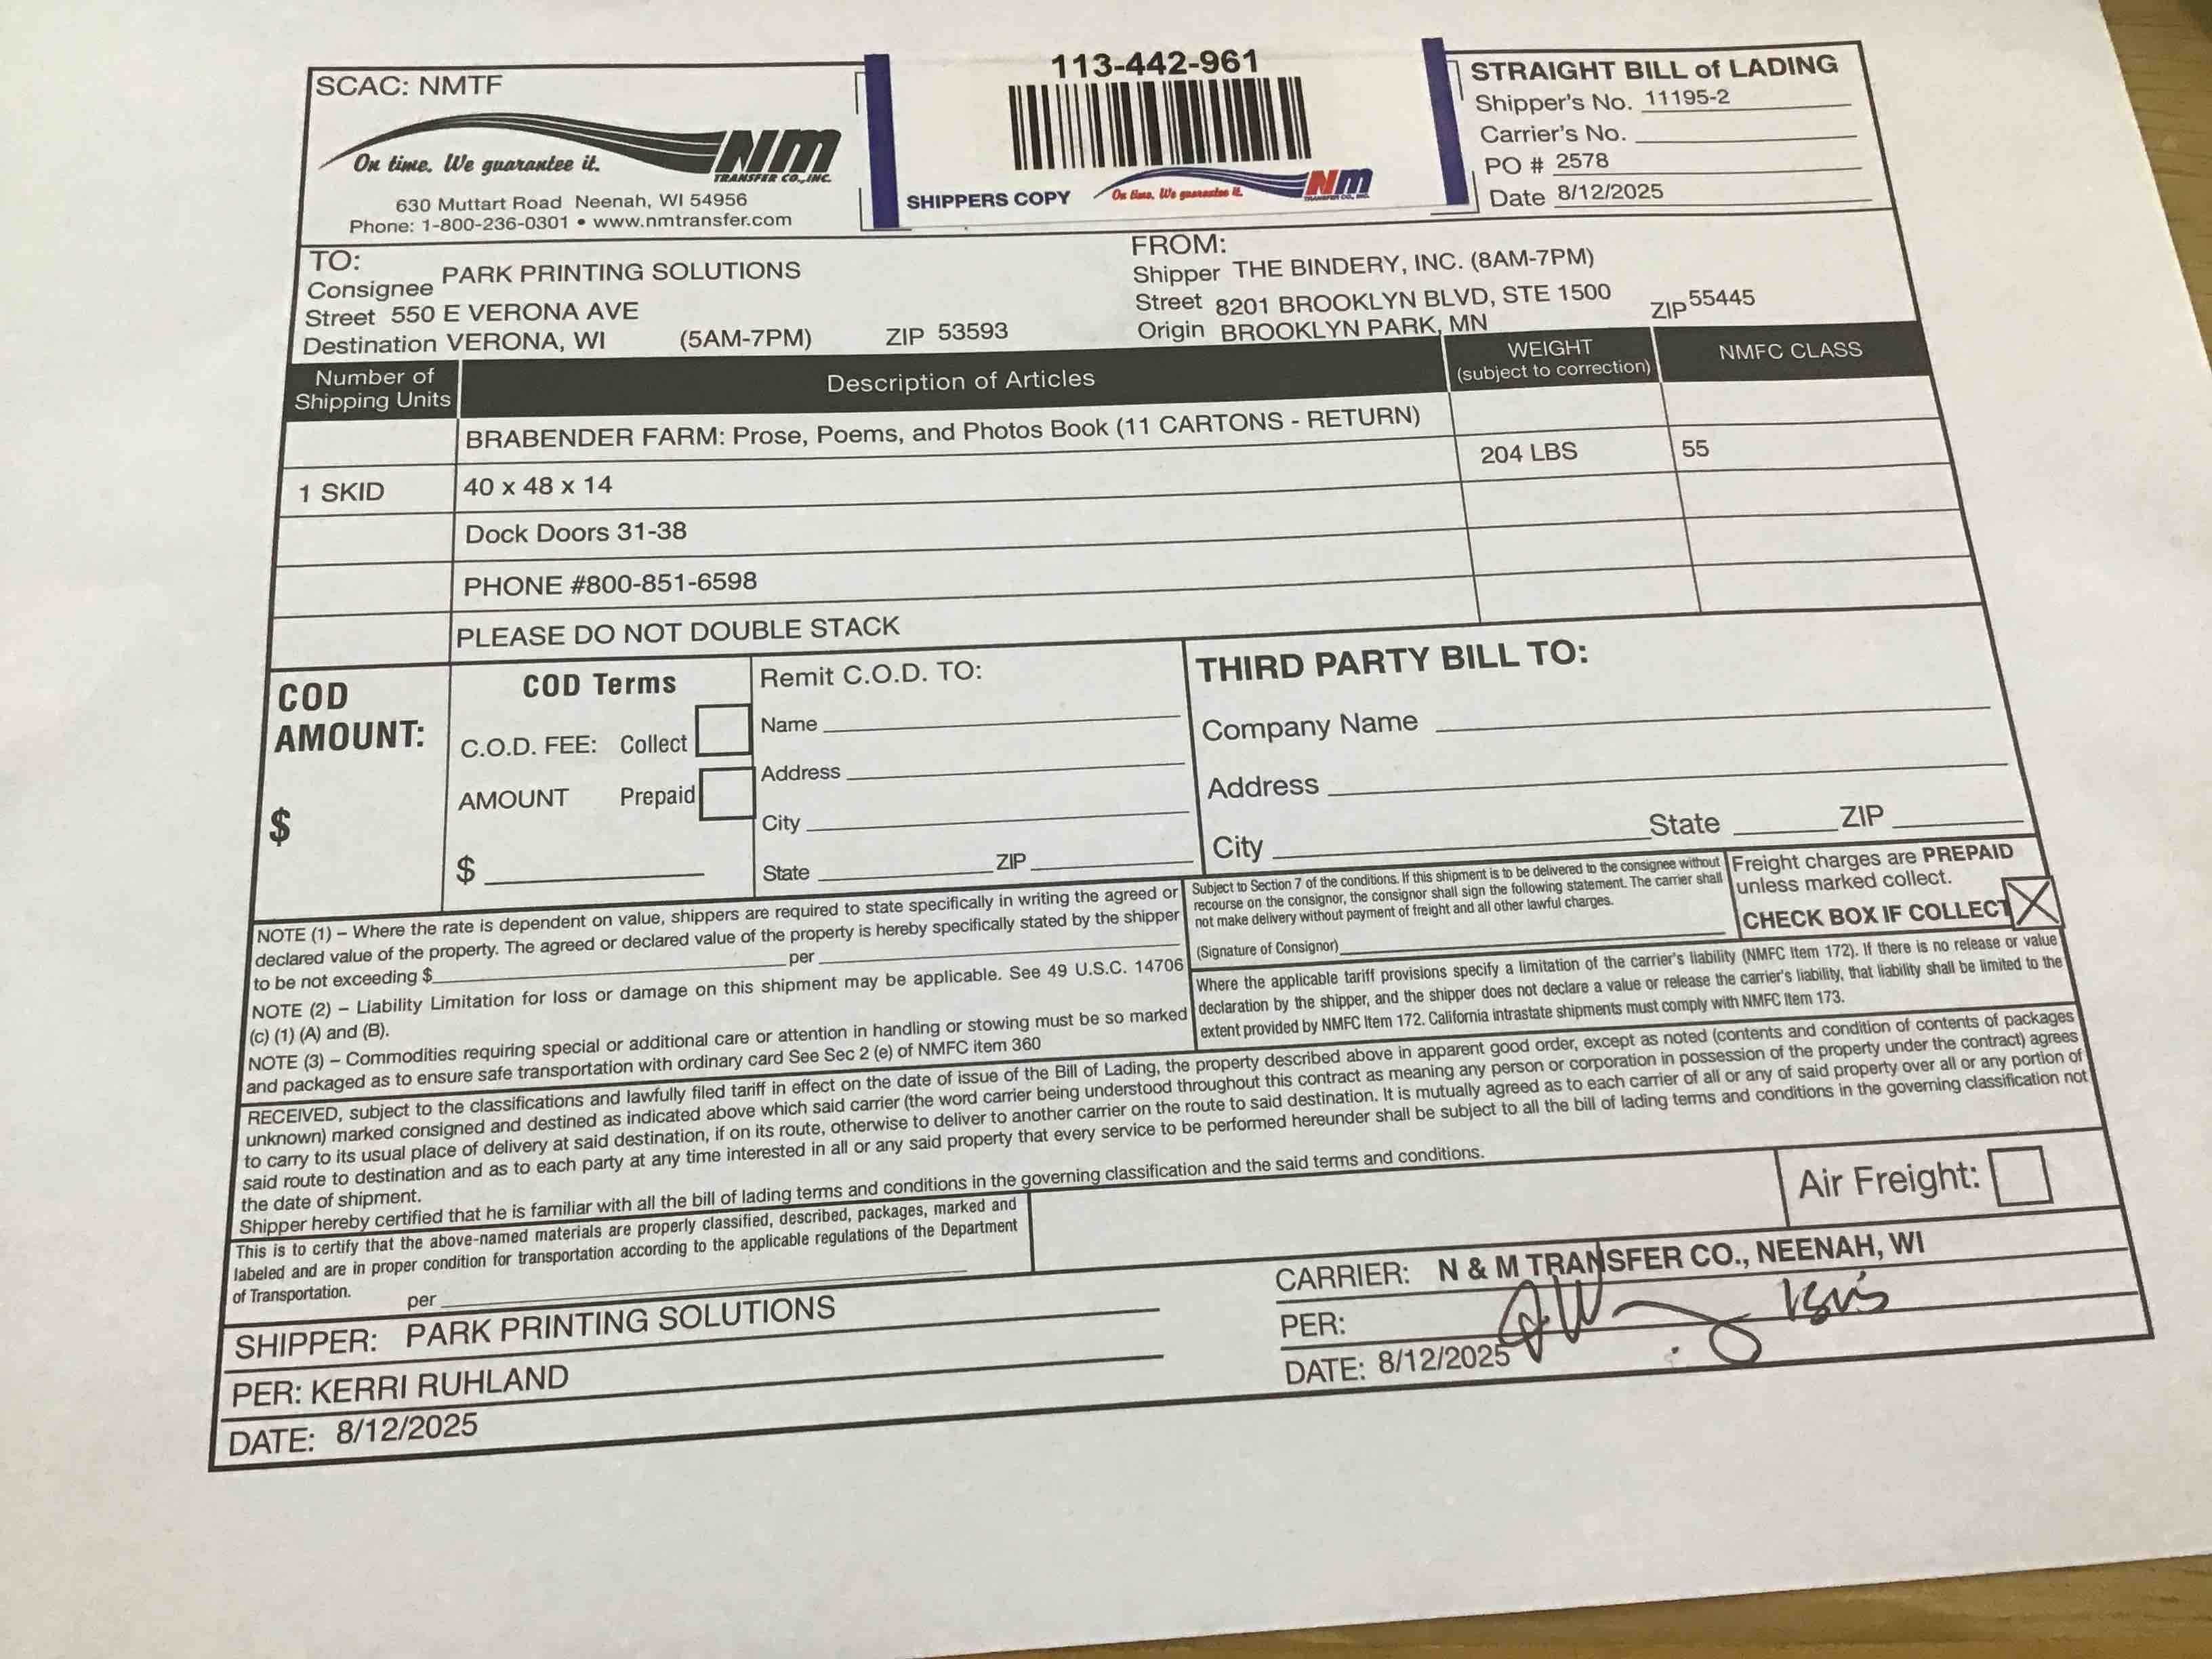 SCAC: NMTF
On time. We guarantee it.
NM
TRANSFER CO., INC.
630 Muttart Road Neenah, WI 54956
Phone: 1-800-236-0301 • www.nmtransfer.com
113-442-961
SHIPPERS COPY
On time. We guarantee it.
NM
TRANSFER CO., INC.
STRAIGHT BILL of LADING
Shipper's No. 11195-2
Carrier's No.
PO # 2578
Date 8/12/2025
TO:
Consignee PARK PRINTING SOLUTIONS
Street 550 E VERONA AVE
Destination VERONA, WI (5AM-7PM) ZIP 53593
FROM:
Shipper THE BINDERY, INC. (8AM-7PM)
Street 8201 BROOKLYN BLVD, STE 1500 ZIP 55445
Origin BROOKLYN PARK, MN
Number of
Shipping Units
Description of Articles
WEIGHT
(subject to correction)
NMFC CLASS
BRABENDER FARM: Prose, Poems, and Photos Book (11 CARTONS - RETURN)
1 SKID 40 x 48 x 14 204 LBS 55
Dock Doors 31-38
PHONE #800-851-6598
PLEASE DO NOT DOUBLE STACK
COD
AMOUNT:
$
COD Terms
C.O.D. FEE: Collect
AMOUNT Prepaid
$
Remit C.O.D. TO:
Name
Address
City
State ZIP
THIRD PARTY BILL TO:
Company Name
Address
City State ZIP
NOTE (1) – Where the rate is dependent on value, shippers are required to state specifically in writing the agreed or
declared value of the property. The agreed or declared value of the property is hereby specifically stated by the shipper
to be not exceeding $ per
NOTE (2) – Liability Limitation for loss or damage on this shipment may be applicable. See 49 U.S.C. 14706
(c) (1) (A) and (B).
NOTE (3) – Commodities requiring special or additional care or attention in handling or stowing must be so marked
and packaged as to ensure safe transportation with ordinary card See Sec 2 (e) of NMFC item 360
Subject to Section 7 of the conditions. If this shipment is to be delivered to the consignee without
recourse on the consignor, the consignor shall sign the following statement. The carrier shall
not make delivery without payment of freight and all other lawful charges.
(Signature of Consignor)
Freight charges are PREPAID
unless marked collect.
CHECK BOX IF COLLECT
Where the applicable tariff provisions specify a limitation of the carrier's liability (NMFC Item 172). If there is no release or value
declaration by the shipper, and the shipper does not declare a value or release the carrier's liability, that liability shall be limited to the
extent provided by NMFC Item 172. California intrastate shipments must comply with NMFC Item 173.
RECEIVED, subject to the classifications and lawfully filed tariff in effect on the date of issue of the Bill of Lading, the property described above in apparent good order, except as noted (contents and condition of contents of packages
unknown) marked consigned and destined as indicated above which said carrier (the word carrier being understood throughout this contract as meaning any person or corporation in possession of the property under the contract) agrees
to carry to its usual place of delivery at said destination, if on its route, otherwise to deliver to another carrier on the route to said destination. It is mutually agreed as to each carrier of all or any of said property over all or any portion of
said route to destination and as to each party at any time interested in all or any said property that every service to be performed hereunder shall be subject to all the bill of lading terms and conditions in the governing classification not
the date of shipment.
Shipper hereby certified that he is familiar with all the bill of lading terms and conditions in the governing classification and the said terms and conditions.
This is to certify that the above-named materials are properly classified, described, packages, marked and
labeled and are in proper condition for transportation according to the applicable regulations of the Department
of Transportation. per
Air Freight:
SHIPPER: PARK PRINTING SOLUTIONS
PER: KERRI RUHLAND
DATE: 8/12/2025
CARRIER: N & M TRANSFER CO., NEENAH, WI
PER:
DATE: 8/12/2025